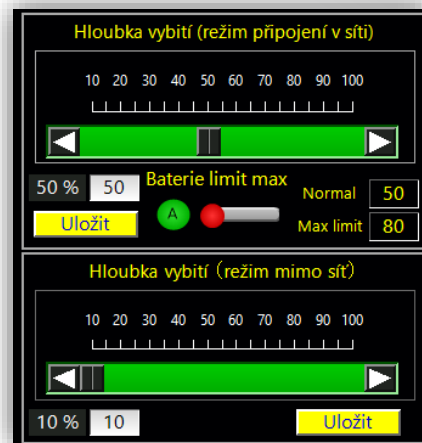 Hloubka vybití (režim připojení v síti)
10 20 30 40 50 60 70 80 90 100
50 % 50 Baterie limit max Normal 50
Uložit A Max limit 80
Hloubka vybití (režim mimo síť)
10 20 30 40 50 60 70 80 90 100
10 % 10 Uložit